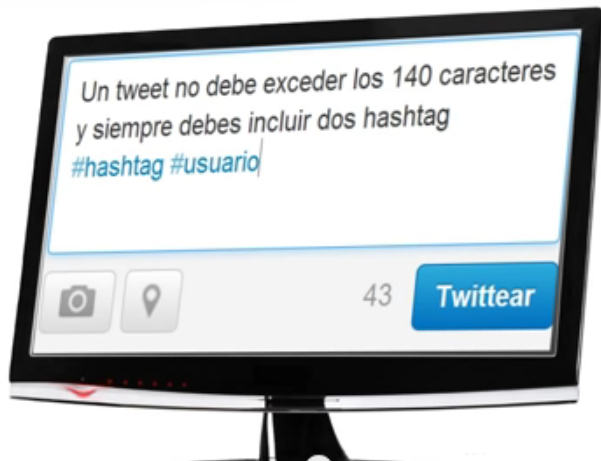 Un tweet no debe exceder los 140 caracteres
y siempre debes incluir dos hashtag
#hashtag #usuario
43 Twittear